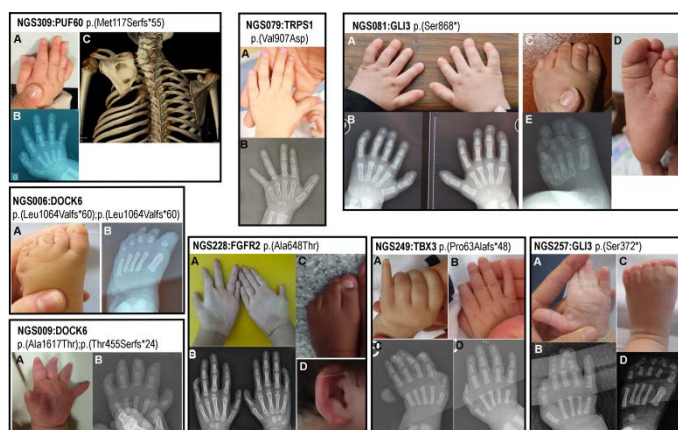 NGS309:PUF60 p.(Met117Serfs*55)
A
C
B
NGS079:TRPS1
p.(Val907Asp)
A
B
NGS081:GLI3 p.(Ser868*)
A
C
D
B
E
NGS006:DOCK6
p.(Leu1064Valfs*60);p.(Leu1064Valfs*60)
A
B
NGS009:DOCK6
p.(Ala1617Thr);p.(Thr455Serfs*24)
A
B
NGS228:FGFR2 p.(Ala648Thr)
A
C
B
D
NGS249:TBX3 p.(Pro63Alafs*48)
A
B
C
D
NGS257:GLI3 p.(Ser372*)
A
C
B
D